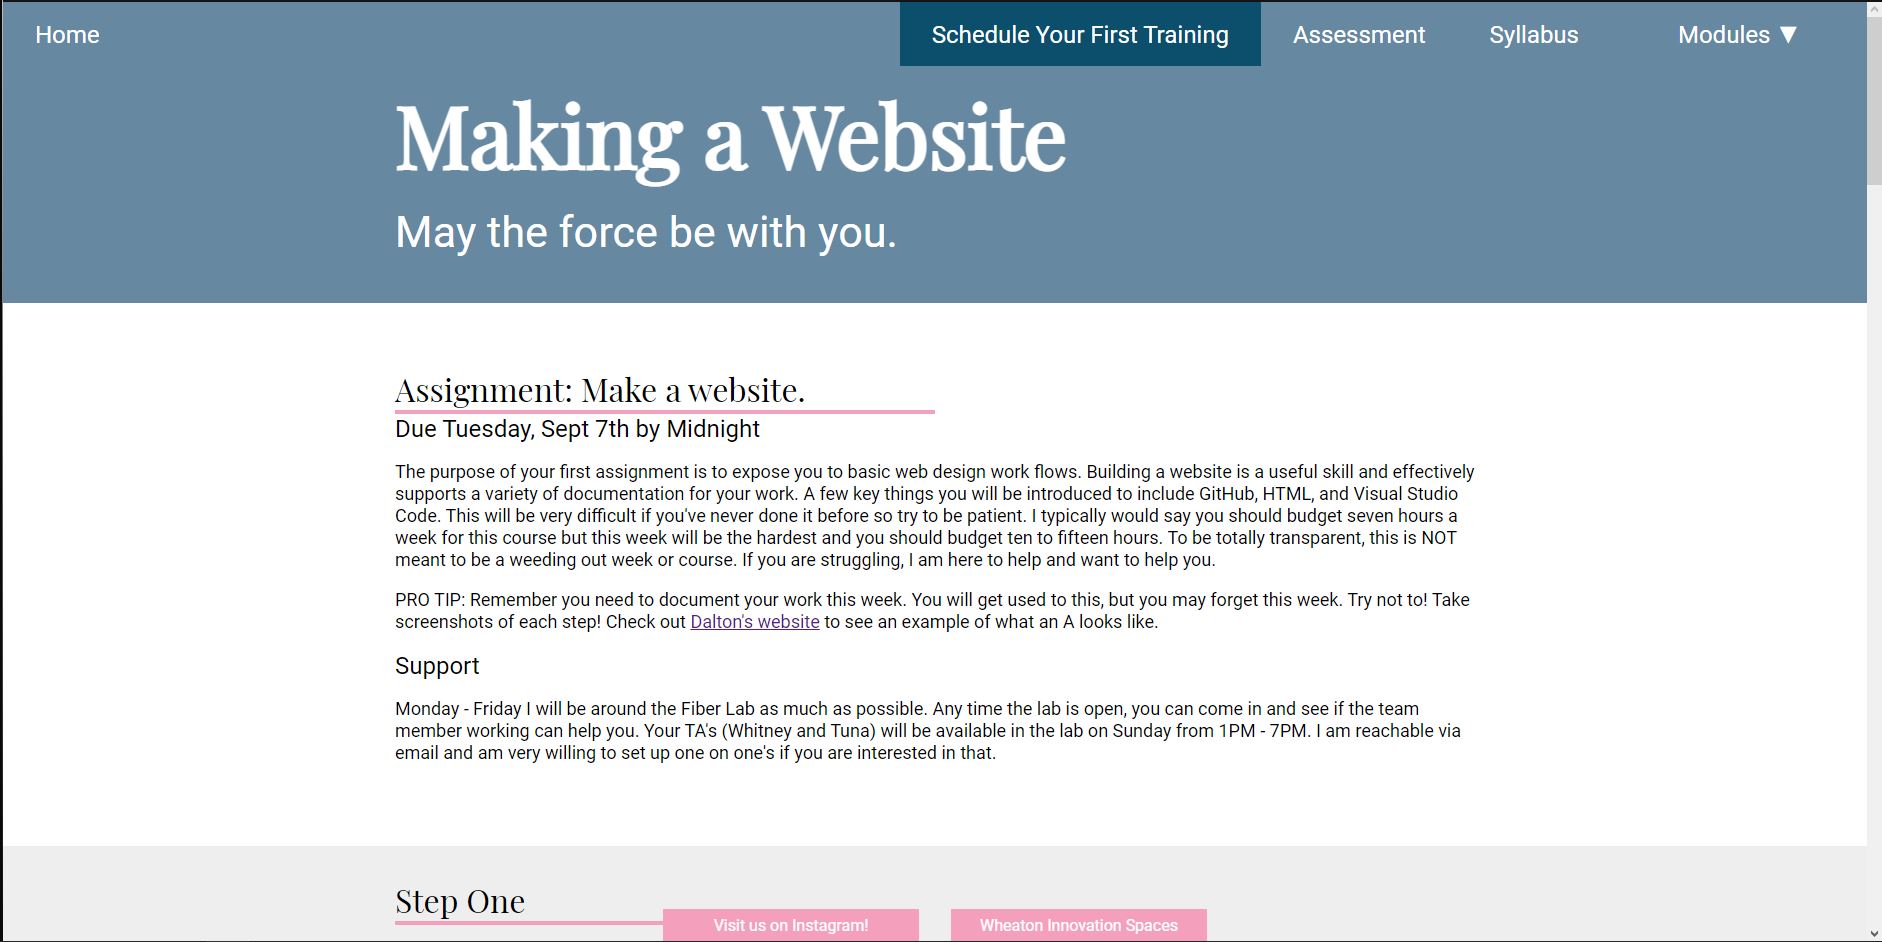 Home
Schedule Your First Training
Assessment
Syllabus
Modules ▼
Making a Website
May the force be with you.
Assignment: Make a website.
Due Tuesday, Sept 7th by Midnight
The purpose of your first assignment is to expose you to basic web design work flows. Building a website is a useful skill and effectively
supports a variety of documentation for your work. A few key things you will be introduced to include GitHub, HTML, and Visual Studio
Code. This will be very difficult if you've never done it before so try to be patient. I typically would say you should budget seven hours a
week for this course but this week will be the hardest and you should budget ten to fifteen hours. To be totally transparent, this is NOT
meant to be a weeding out week or course. If you are struggling, I am here to help and want to help you.
PRO TIP: Remember you need to document your work this week. You will get used to this, but you may forget this week. Try not to! Take
screenshots of each step! Check out Dalton's website to see an example of what an A looks like.
Support
Monday - Friday I will be around the Fiber Lab as much as possible. Any time the lab is open, you can come in and see if the team
member working can help you. Your TA's (Whitney and Tuna) will be available in the lab on Sunday from 1PM - 7PM. I am reachable via
email and am very willing to set up one on one's if you are interested in that.
Step One
Visit us on Instagram!
Wheaton Innovation Spaces